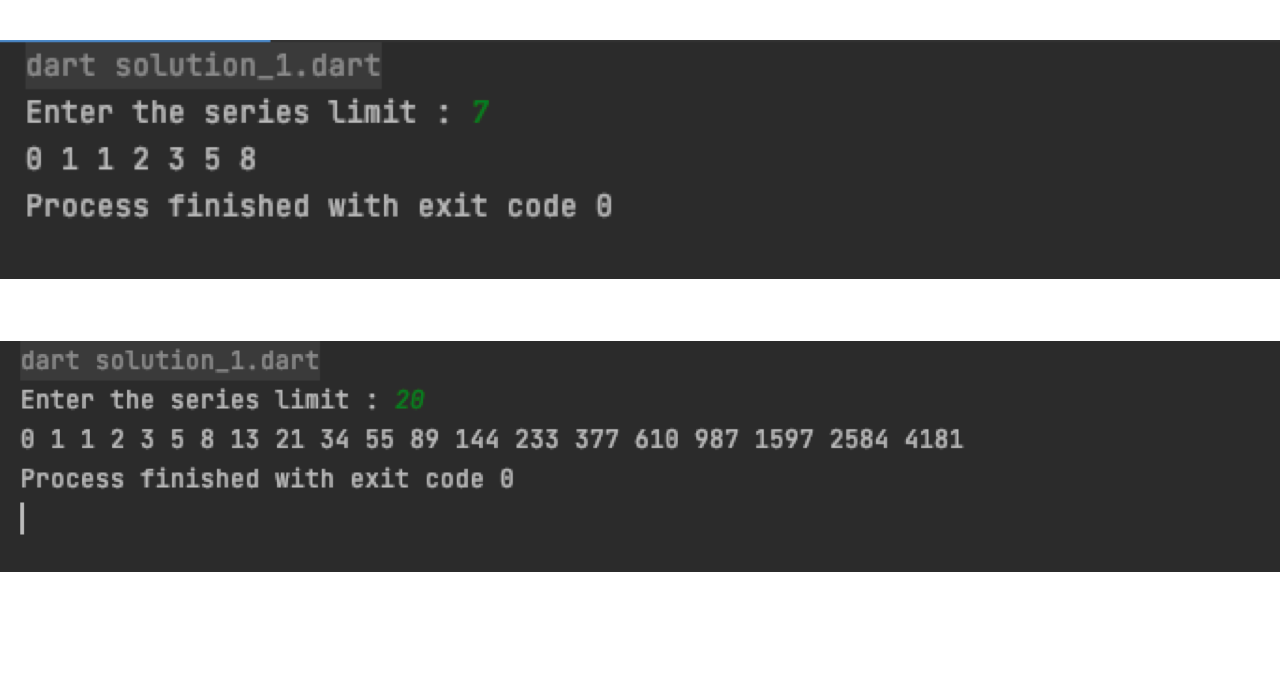 dart solution_1.dart
Enter the series limit : 7
0 1 1 2 3 5 8
Process finished with exit code 0
dart solution_1.dart
Enter the series limit : 20
0 1 1 2 3 5 8 13 21 34 55 89 144 233 377 610 987 1597 2584 4181
Process finished with exit code 0